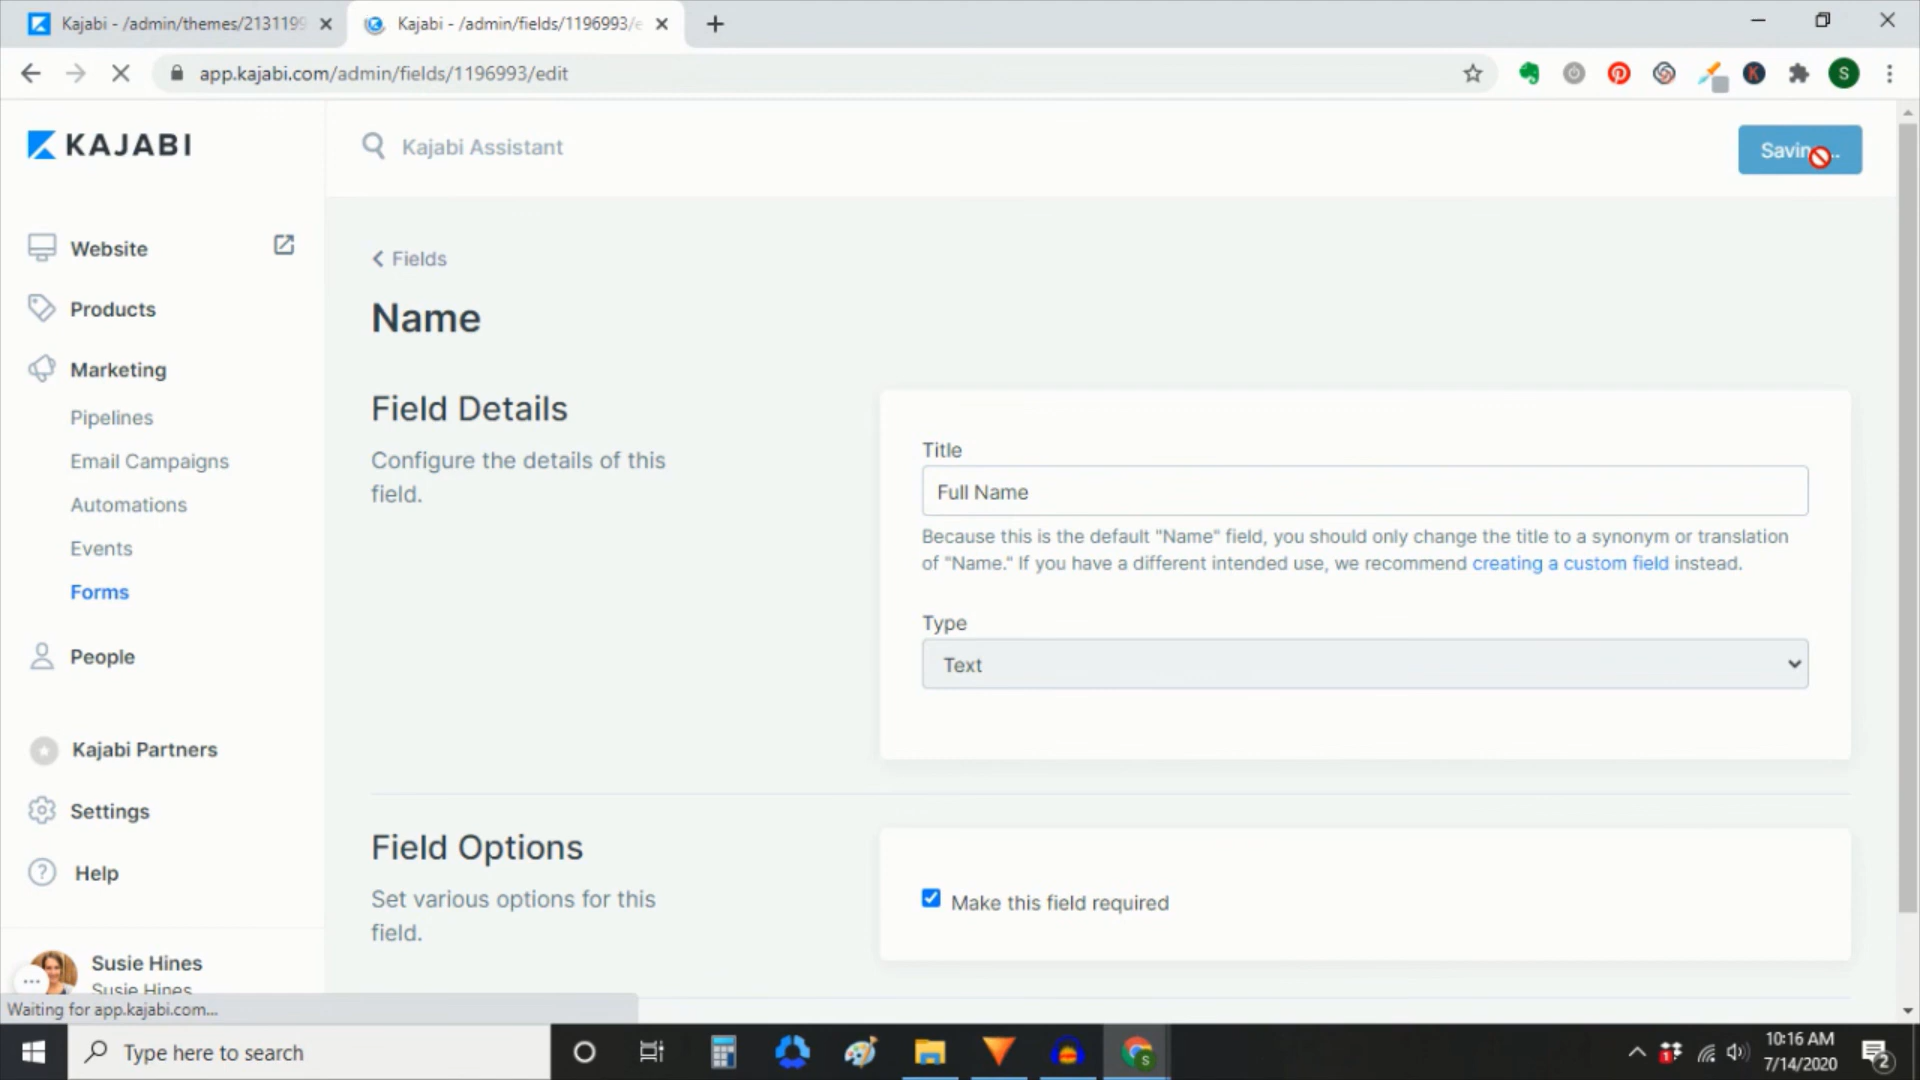 Kajabi - /admin/themes/2131199
Kajabi - /admin/fields/1196993/e
app.kajabi.com/admin/fields/1196993/edit
S
KAJABI
Kajabi Assistant
Website
Products
Marketing
Pipelines
Email Campaigns
Automations
Events
Forms
People
Kajabi Partners
Settings
Help
Susie Hines
Susie Hines
Fields
Name
Field Details
Configure the details of this
field.
Title
Full Name
Because this is the default "Name" field, you should only change the title to a synonym or translation
of "Name." If you have a different intended use, we recommend creating a custom field instead.
Type
Text
Field Options
Set various options for this
field.
Make this field required
Waiting for app.kajabi.com...
Type here to search
10:16 AM
7/14/2020
2